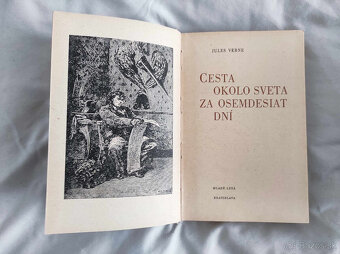 JULES VERNE
CESTA
OKOLO SVETA
ZA OSEMDESIAT
DNÍ
MLADÉ LETÁ
BRATISLAVA